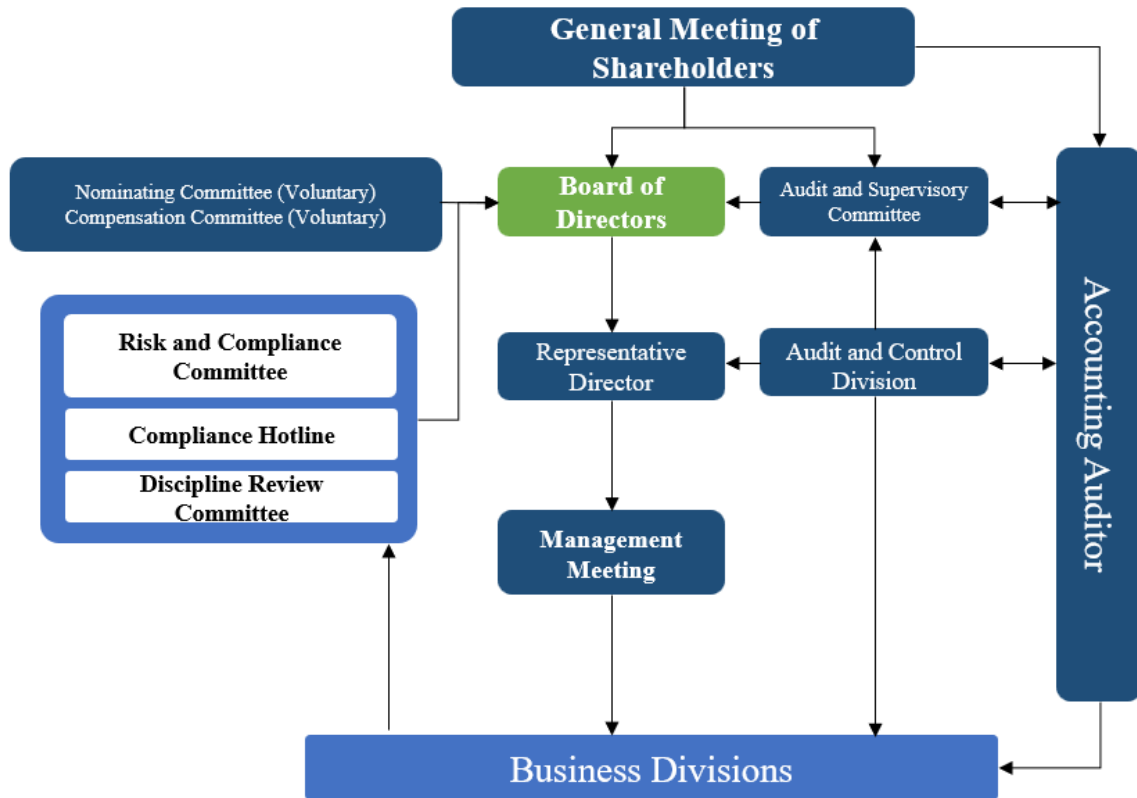 General Meeting of
Shareholders
Nominating Committee (Voluntary)
Compensation Committee (Voluntary)
Board of
Directors
Audit and Supervisory
Committee
Risk and Compliance
Committee
Compliance Hotline
Discipline Review
Committee
Representative
Director
Audit and Control
Division
Accounting Auditor
Management
Meeting
Business Divisions